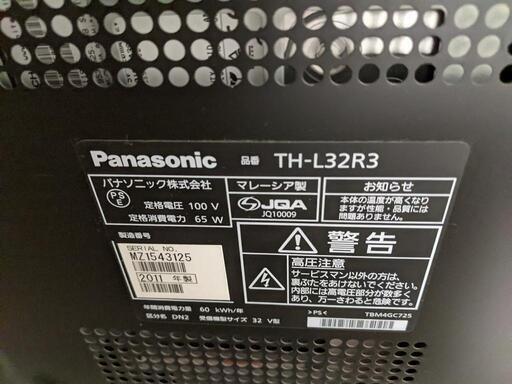 Panasonic 品番 TH-L32R3
パナソニック株式会社
PS
E
定格電圧 100 V
定格消費電力 65 W
マレーシア製
JQA
JQ10009
お知らせ
本体の温度が高くなり
ますが性能・品質には
問題ありません。
製造番号
SERIAL NO.
MZ1543125
2011 年製
警告
高圧注意
サービスマン以外の方は、
裏蓋をあけないでください。
内部には高電圧部分が数多く
あり、万一さわると危険です。
年間消費電力量 60 kWh/年
区分名 DN2 受信機型サイズ 32 V型
>PS<
TBM4GC725